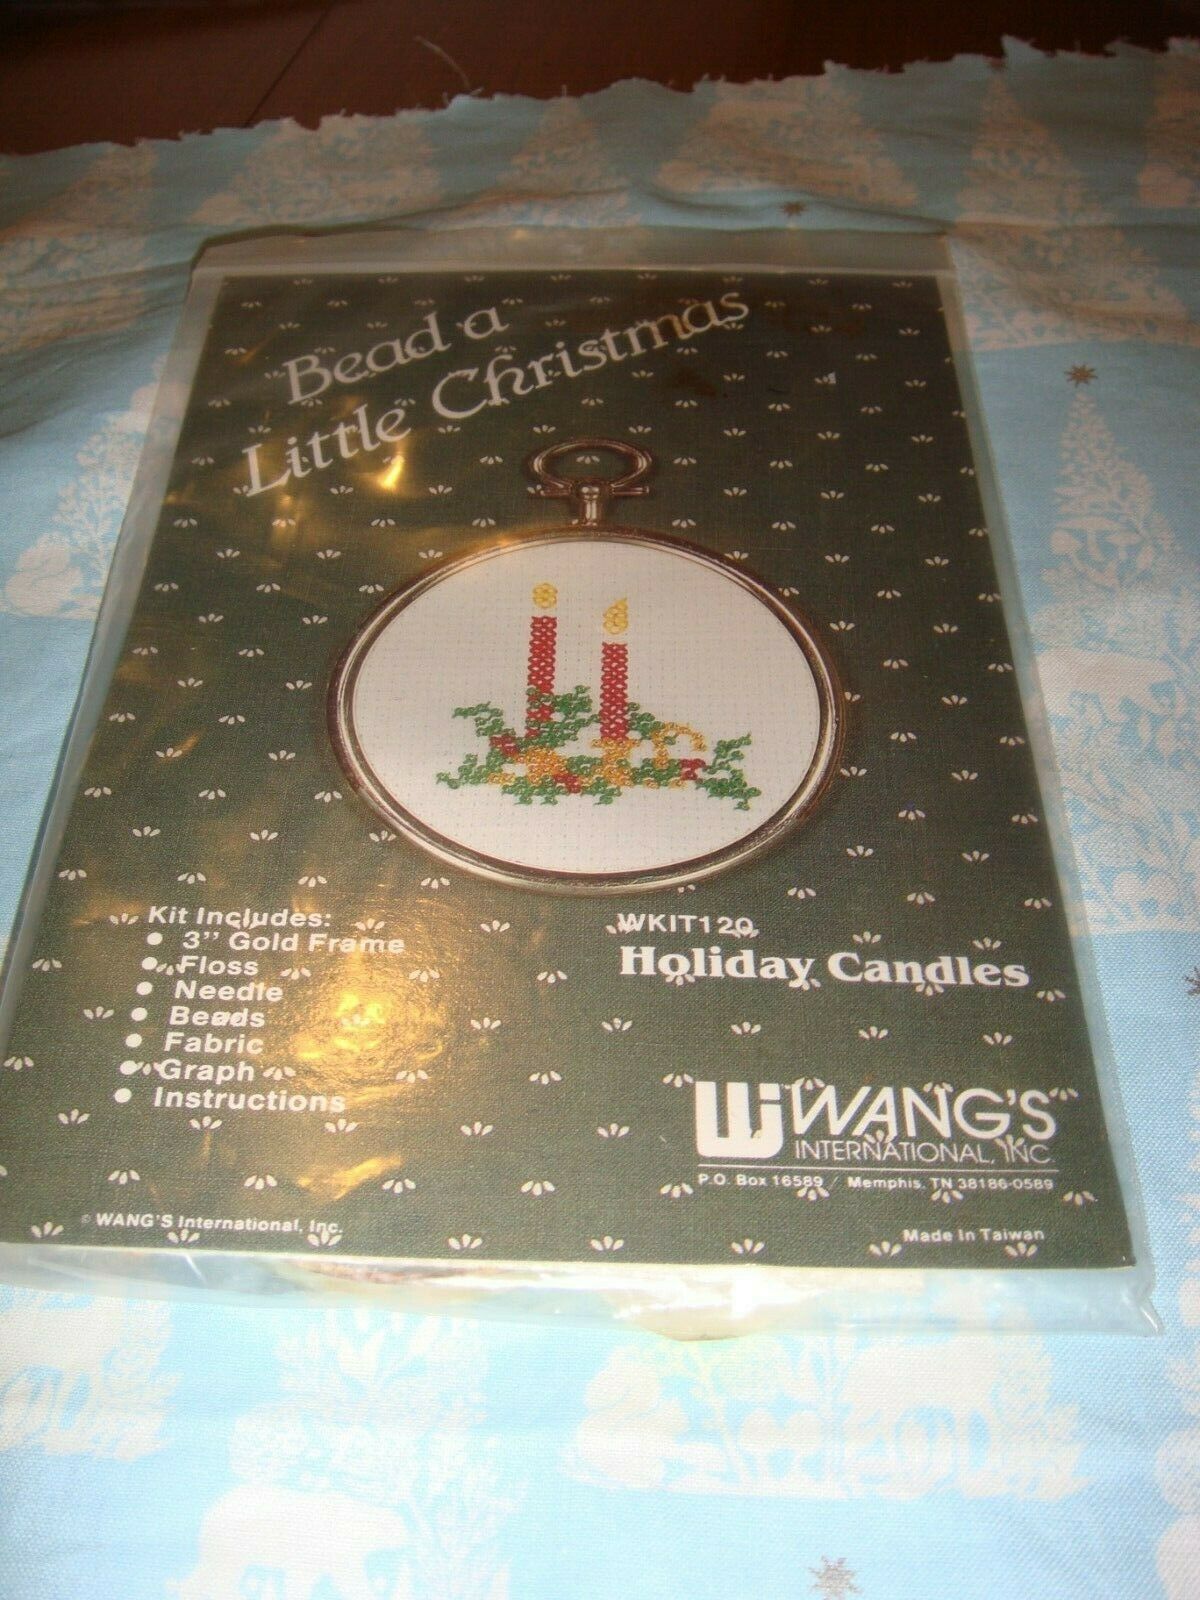 Bead a
Little Christmas
Kit Includes:
• 3" Gold Frame
• Floss
• Needle
• Beads
• Fabric
• Graph
• Instructions
WKIT120
Holiday Candles
WANG'S
INTERNATIONAL, INC.
P.O. Box 16589 / Memphis, TN 38186-0589
© WANG'S International, Inc.
Made In Taiwan